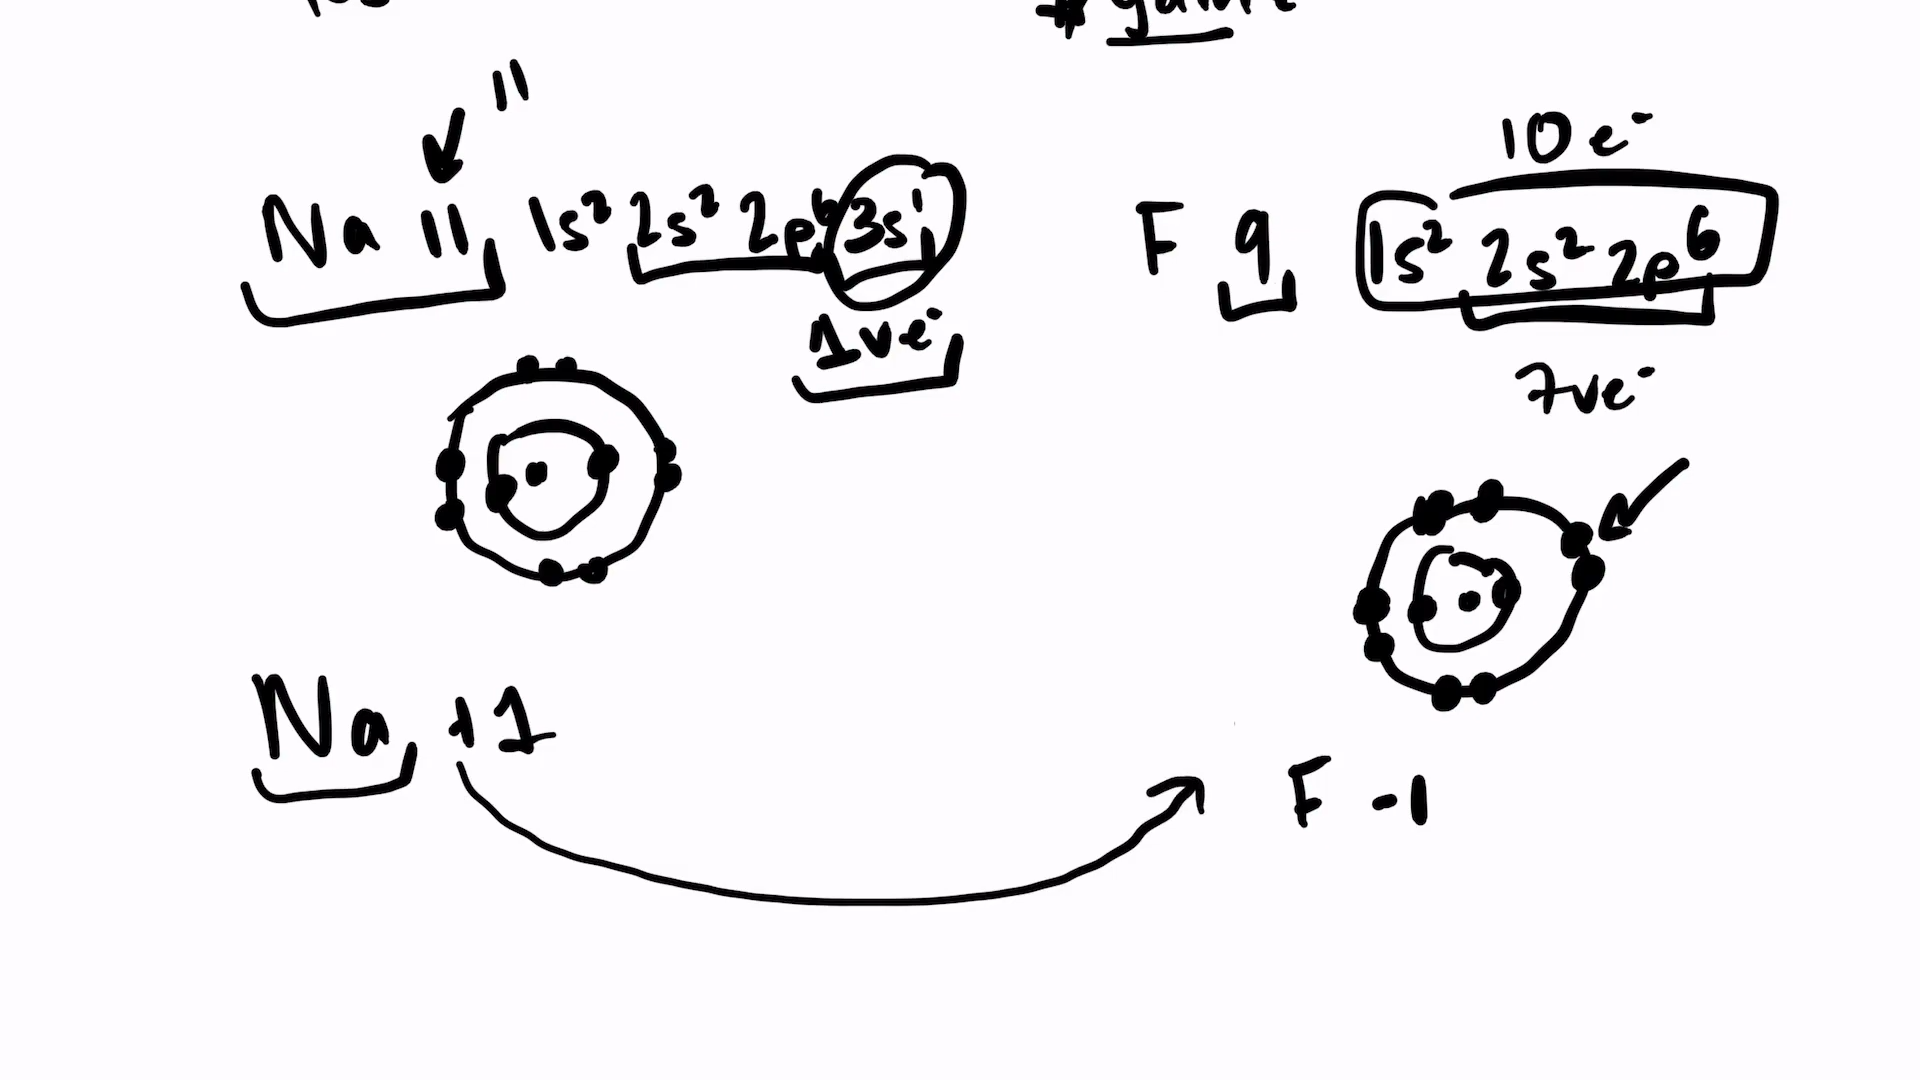 11
10e-
Na 11 1s² 2s² 2p⁶ 3s¹
F 9 1s² 2s² 2p⁶
1ve-
7ve-
Na +1
F -1